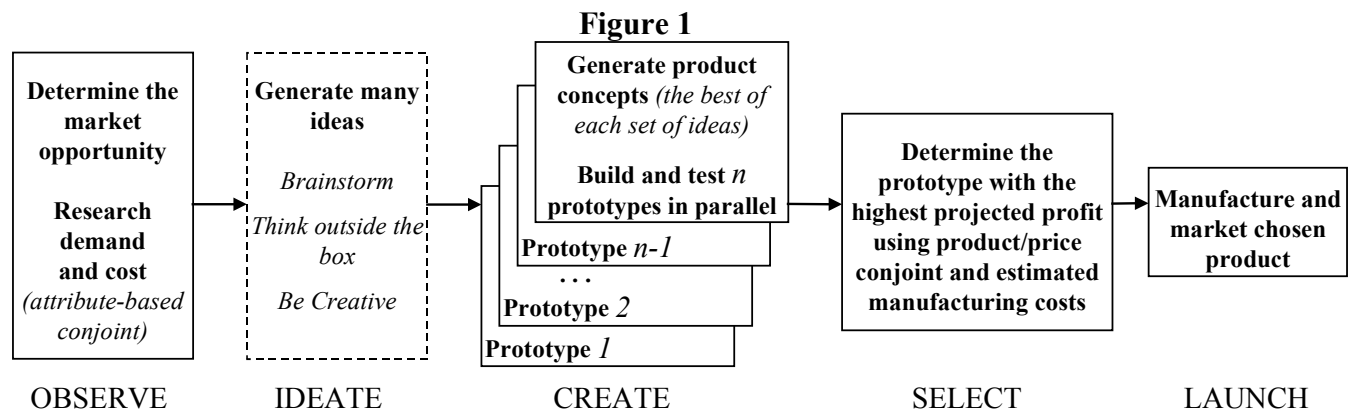 Figure 1
Determine the
market
opportunity
Research
demand
and cost
(attribute-based
conjoint)
Generate many
ideas
Brainstorm
Think outside the
box
Be Creative
Generate product
concepts (the best of
each set of ideas)
Build and test n
prototypes in parallel
Prototype n-1
...
Prototype 2
Prototype 1
Determine the
prototype with the
highest projected profit
using product/price
conjoint and estimated
manufacturing costs
Manufacture and
market chosen
product
OBSERVE
IDEATE
CREATE
SELECT
LAUNCH